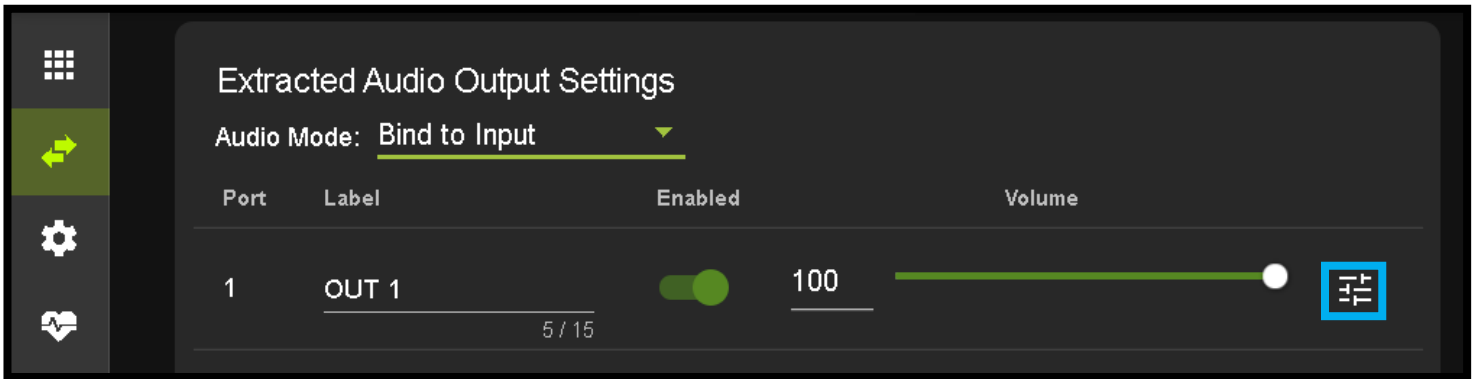 Extracted Audio Output Settings
Audio Mode: Bind to Input
Port Label Enabled Volume
1 OUT 1 100
5 / 15